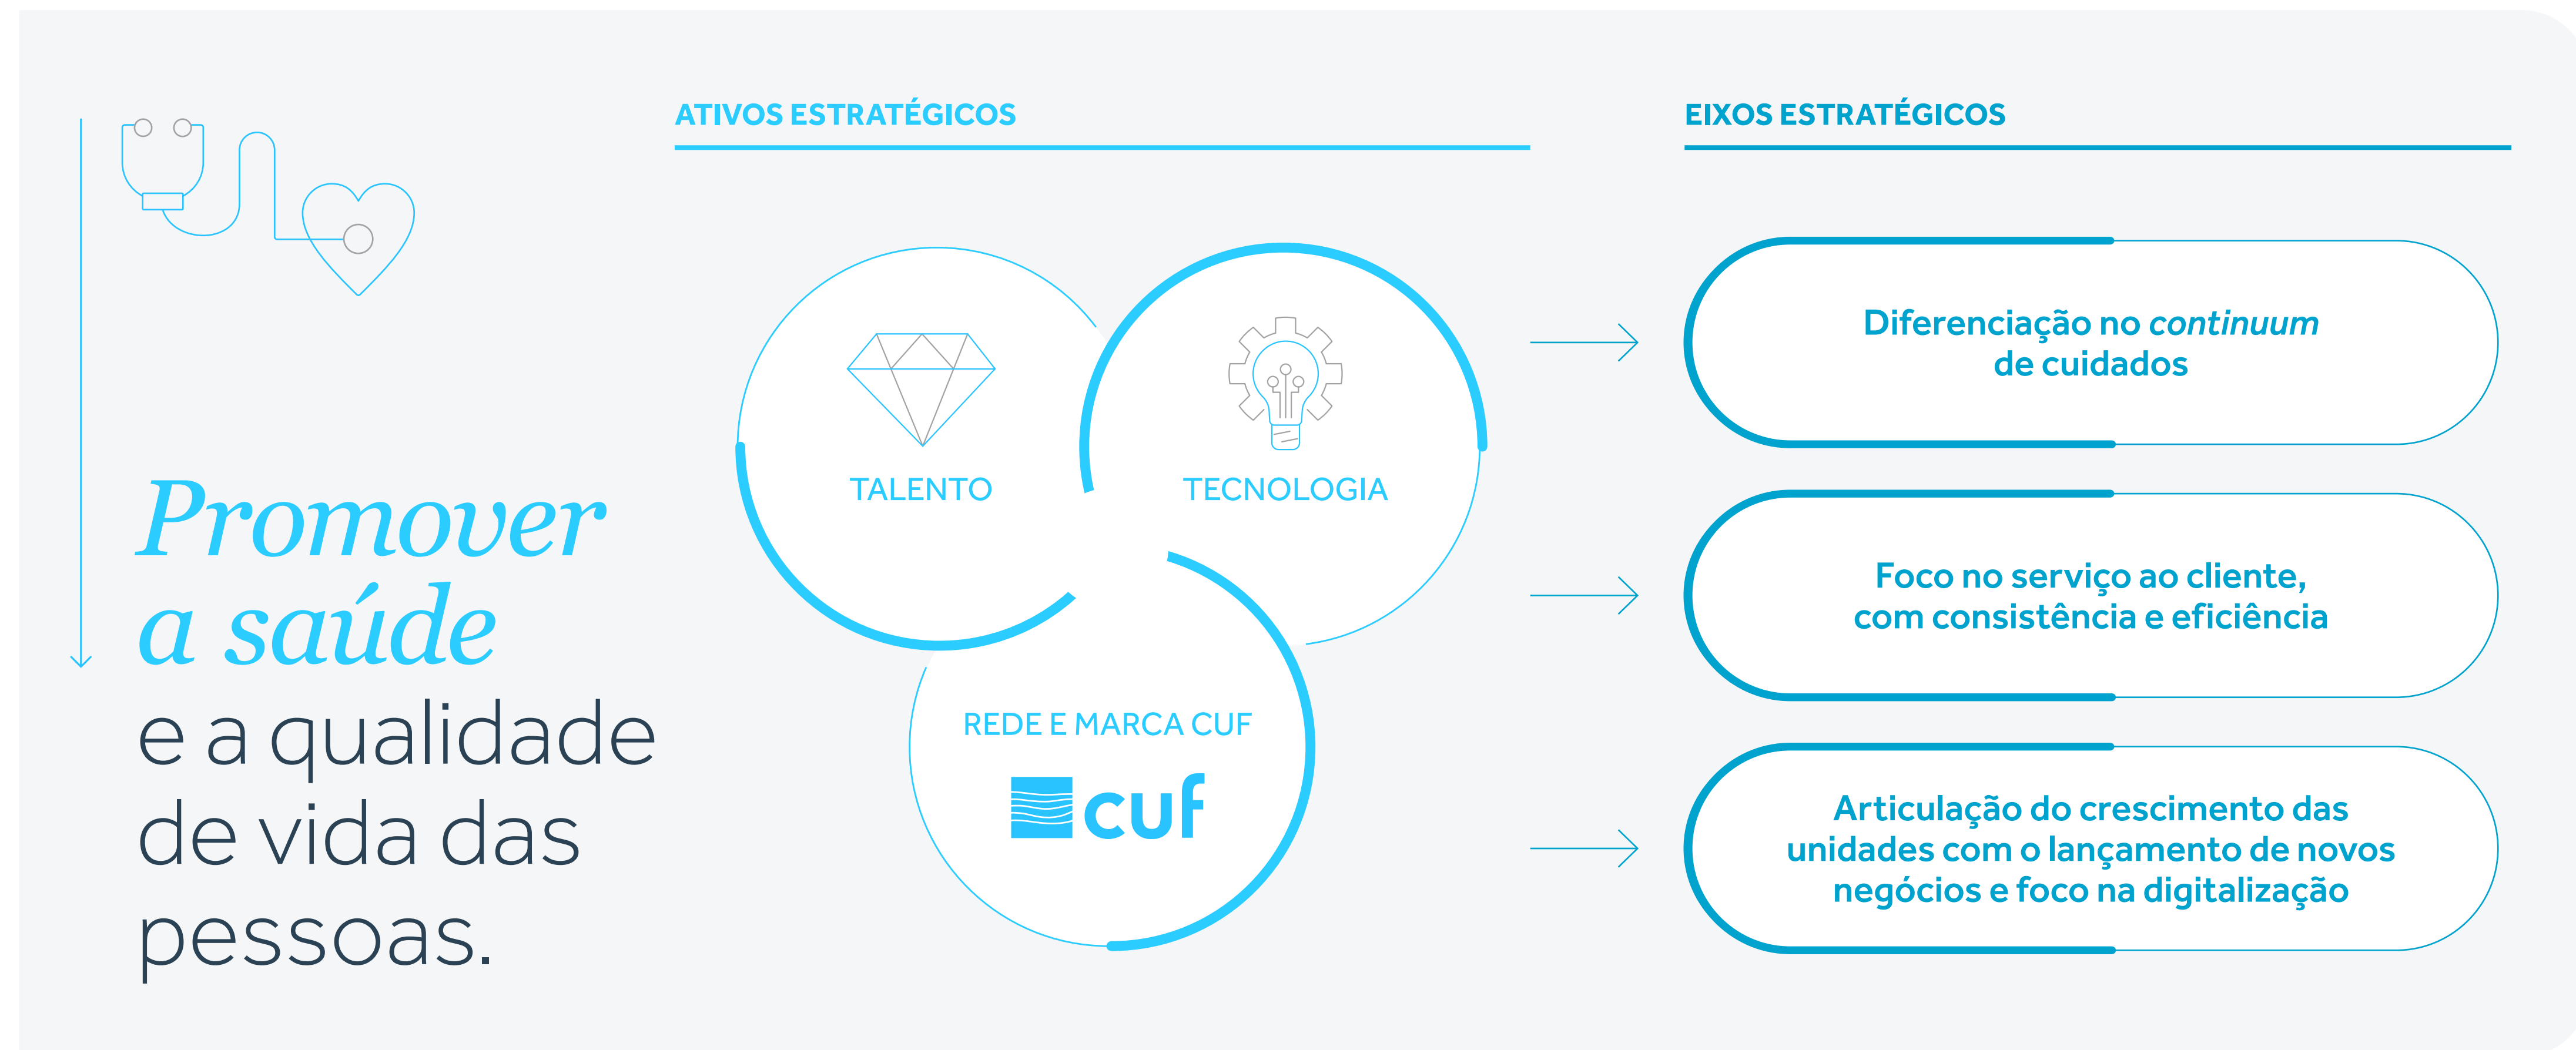 Promover
a saúde
e a qualidade
de vida das
pessoas.
ATIVOS ESTRATÉGICOS
TALENTO
TECNOLOGIA
REDE E MARCA CUF
cuf
EIXOS ESTRATÉGICOS
Diferenciação no continuum
de cuidados
Foco no serviço ao cliente,
com consistência e eficiência
Articulação do crescimento das
unidades com o lançamento de novos
negócios e foco na digitalização